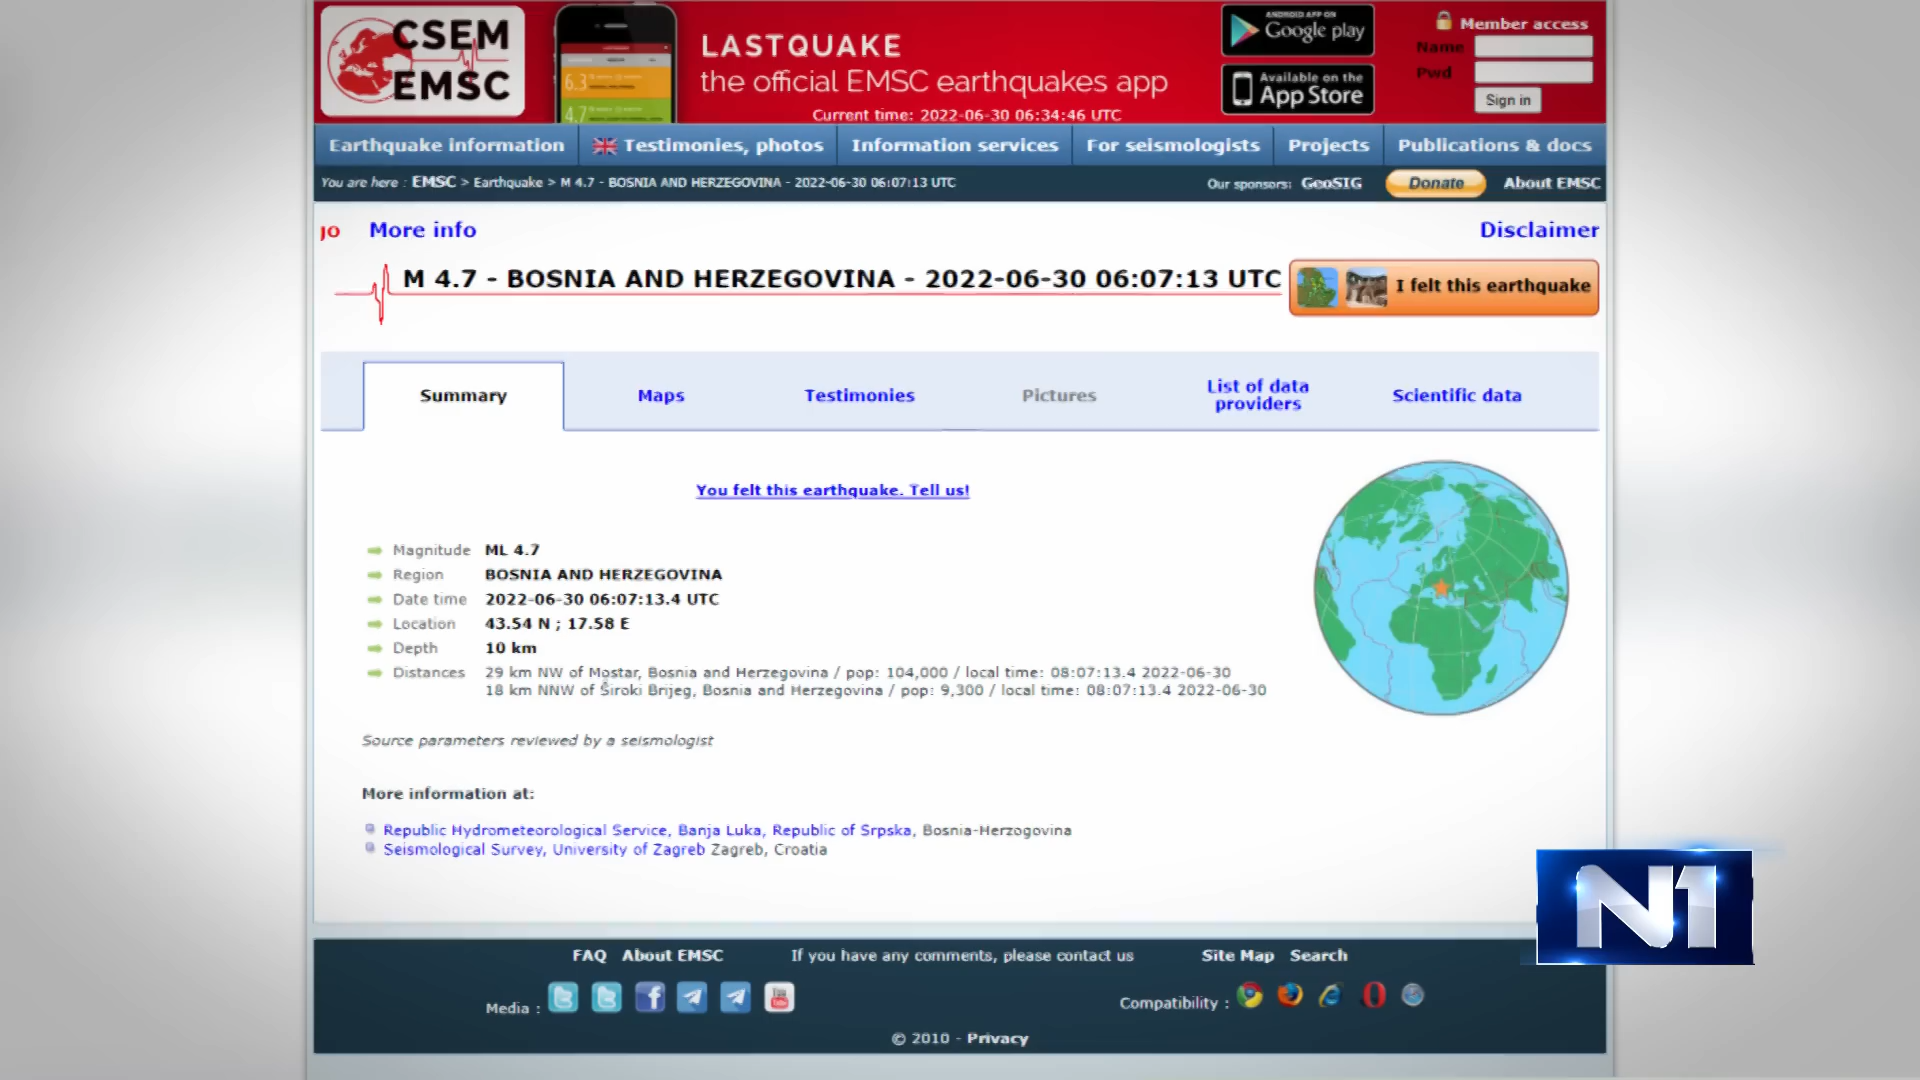 CSEM
EMSC
6.3
4.7
LASTQUAKE
the official EMSC earthquakes app
Current time: 2022-06-30 06:34:46 UTC
ANDROID APP ON
Google play
Available on the
App Store
Member access
Name
Pwd
Sign in
Earthquake information
Testimonies, photos
Information services
For seismologists
Projects
Publications & docs
You are here : EMSC > Earthquake > M 4.7 - BOSNIA AND HERZEGOVINA - 2022-06-30 06:07:13 UTC
Our sponsors: GeoSIG
Donate
About EMSC
More info
Disclaimer
M 4.7 - BOSNIA AND HERZEGOVINA - 2022-06-30 06:07:13 UTC
I felt this earthquake
Summary
Maps
Testimonies
Pictures
List of data
providers
Scientific data
You felt this earthquake. Tell us!
Magnitude ML 4.7
Region BOSNIA AND HERZEGOVINA
Date time 2022-06-30 06:07:13.4 UTC
Location 43.54 N ; 17.58 E
Depth 10 km
Distances 29 km NW of Mostar, Bosnia and Herzegovina / pop: 104,000 / local time: 08:07:13.4 2022-06-30
18 km NNW of Široki Brijeg, Bosnia and Herzegovina / pop: 9,300 / local time: 08:07:13.4 2022-06-30
Source parameters reviewed by a seismologist
More information at:
Republic Hydrometeorological Service, Banja Luka, Republic of Srpska, Bosnia-Herzogovina
Seismological Survey, University of Zagreb Zagreb, Croatia
N1
FAQ About EMSC If you have any comments, please contact us Site Map Search
Media :
Compatibility :
© 2010 - Privacy